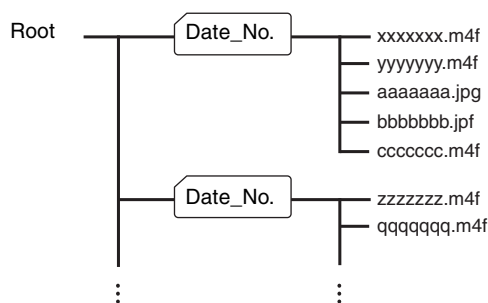 Root
Date_No.
xxxxxxx.m4f
yyyyyyy.m4f
aaaaaaa.jpg
bbbbbbb.jpf
ccccccc.m4f
Date_No.
zzzzzzz.m4f
qqqqqqq.m4f